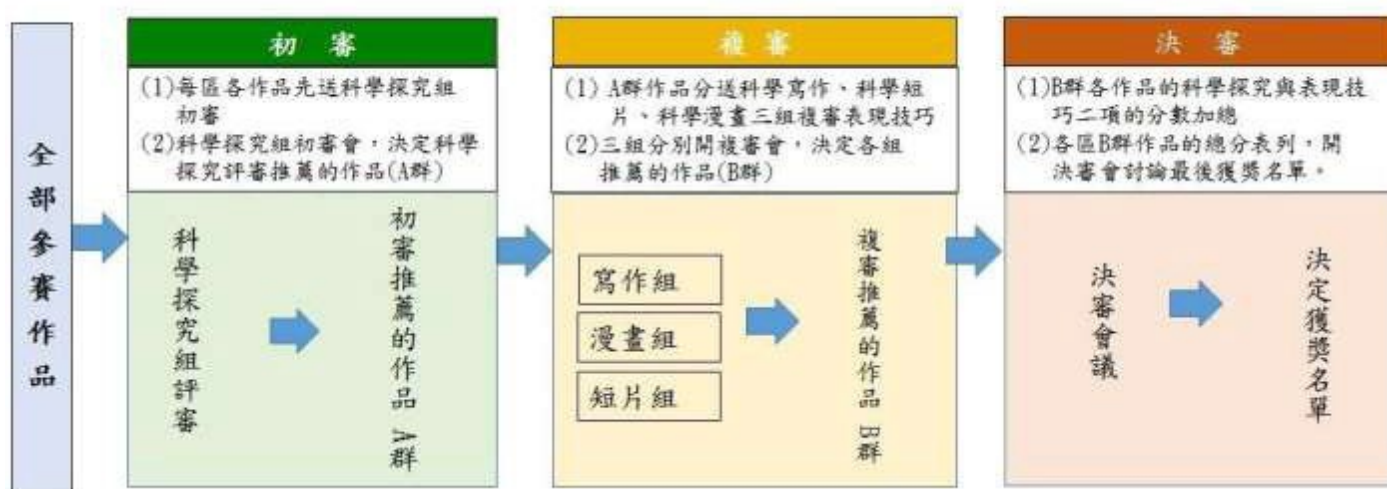 全部參賽作品
初 審
(1)每區各作品先送科學探究組
初審
(2)科學探究組初審會，決定科學
探究評審推薦的作品(A群)
科學探究組評審
初審推薦的作品 A群
複 審
(1) A群作品分送科學寫作、科學短
片、科學漫畫三組複審表現技巧
(2)三組分別開複審會，決定各組
推薦的作品(B群)
寫作組
漫畫組
短片組
複審推薦的作品 B群
決 審
(1)B群各作品的科學探究與表現技
巧二項的分數加總
(2)各區B群作品的總分表列，開
決審會討論最後獲獎名單。
決審會議
決定獲獎名單